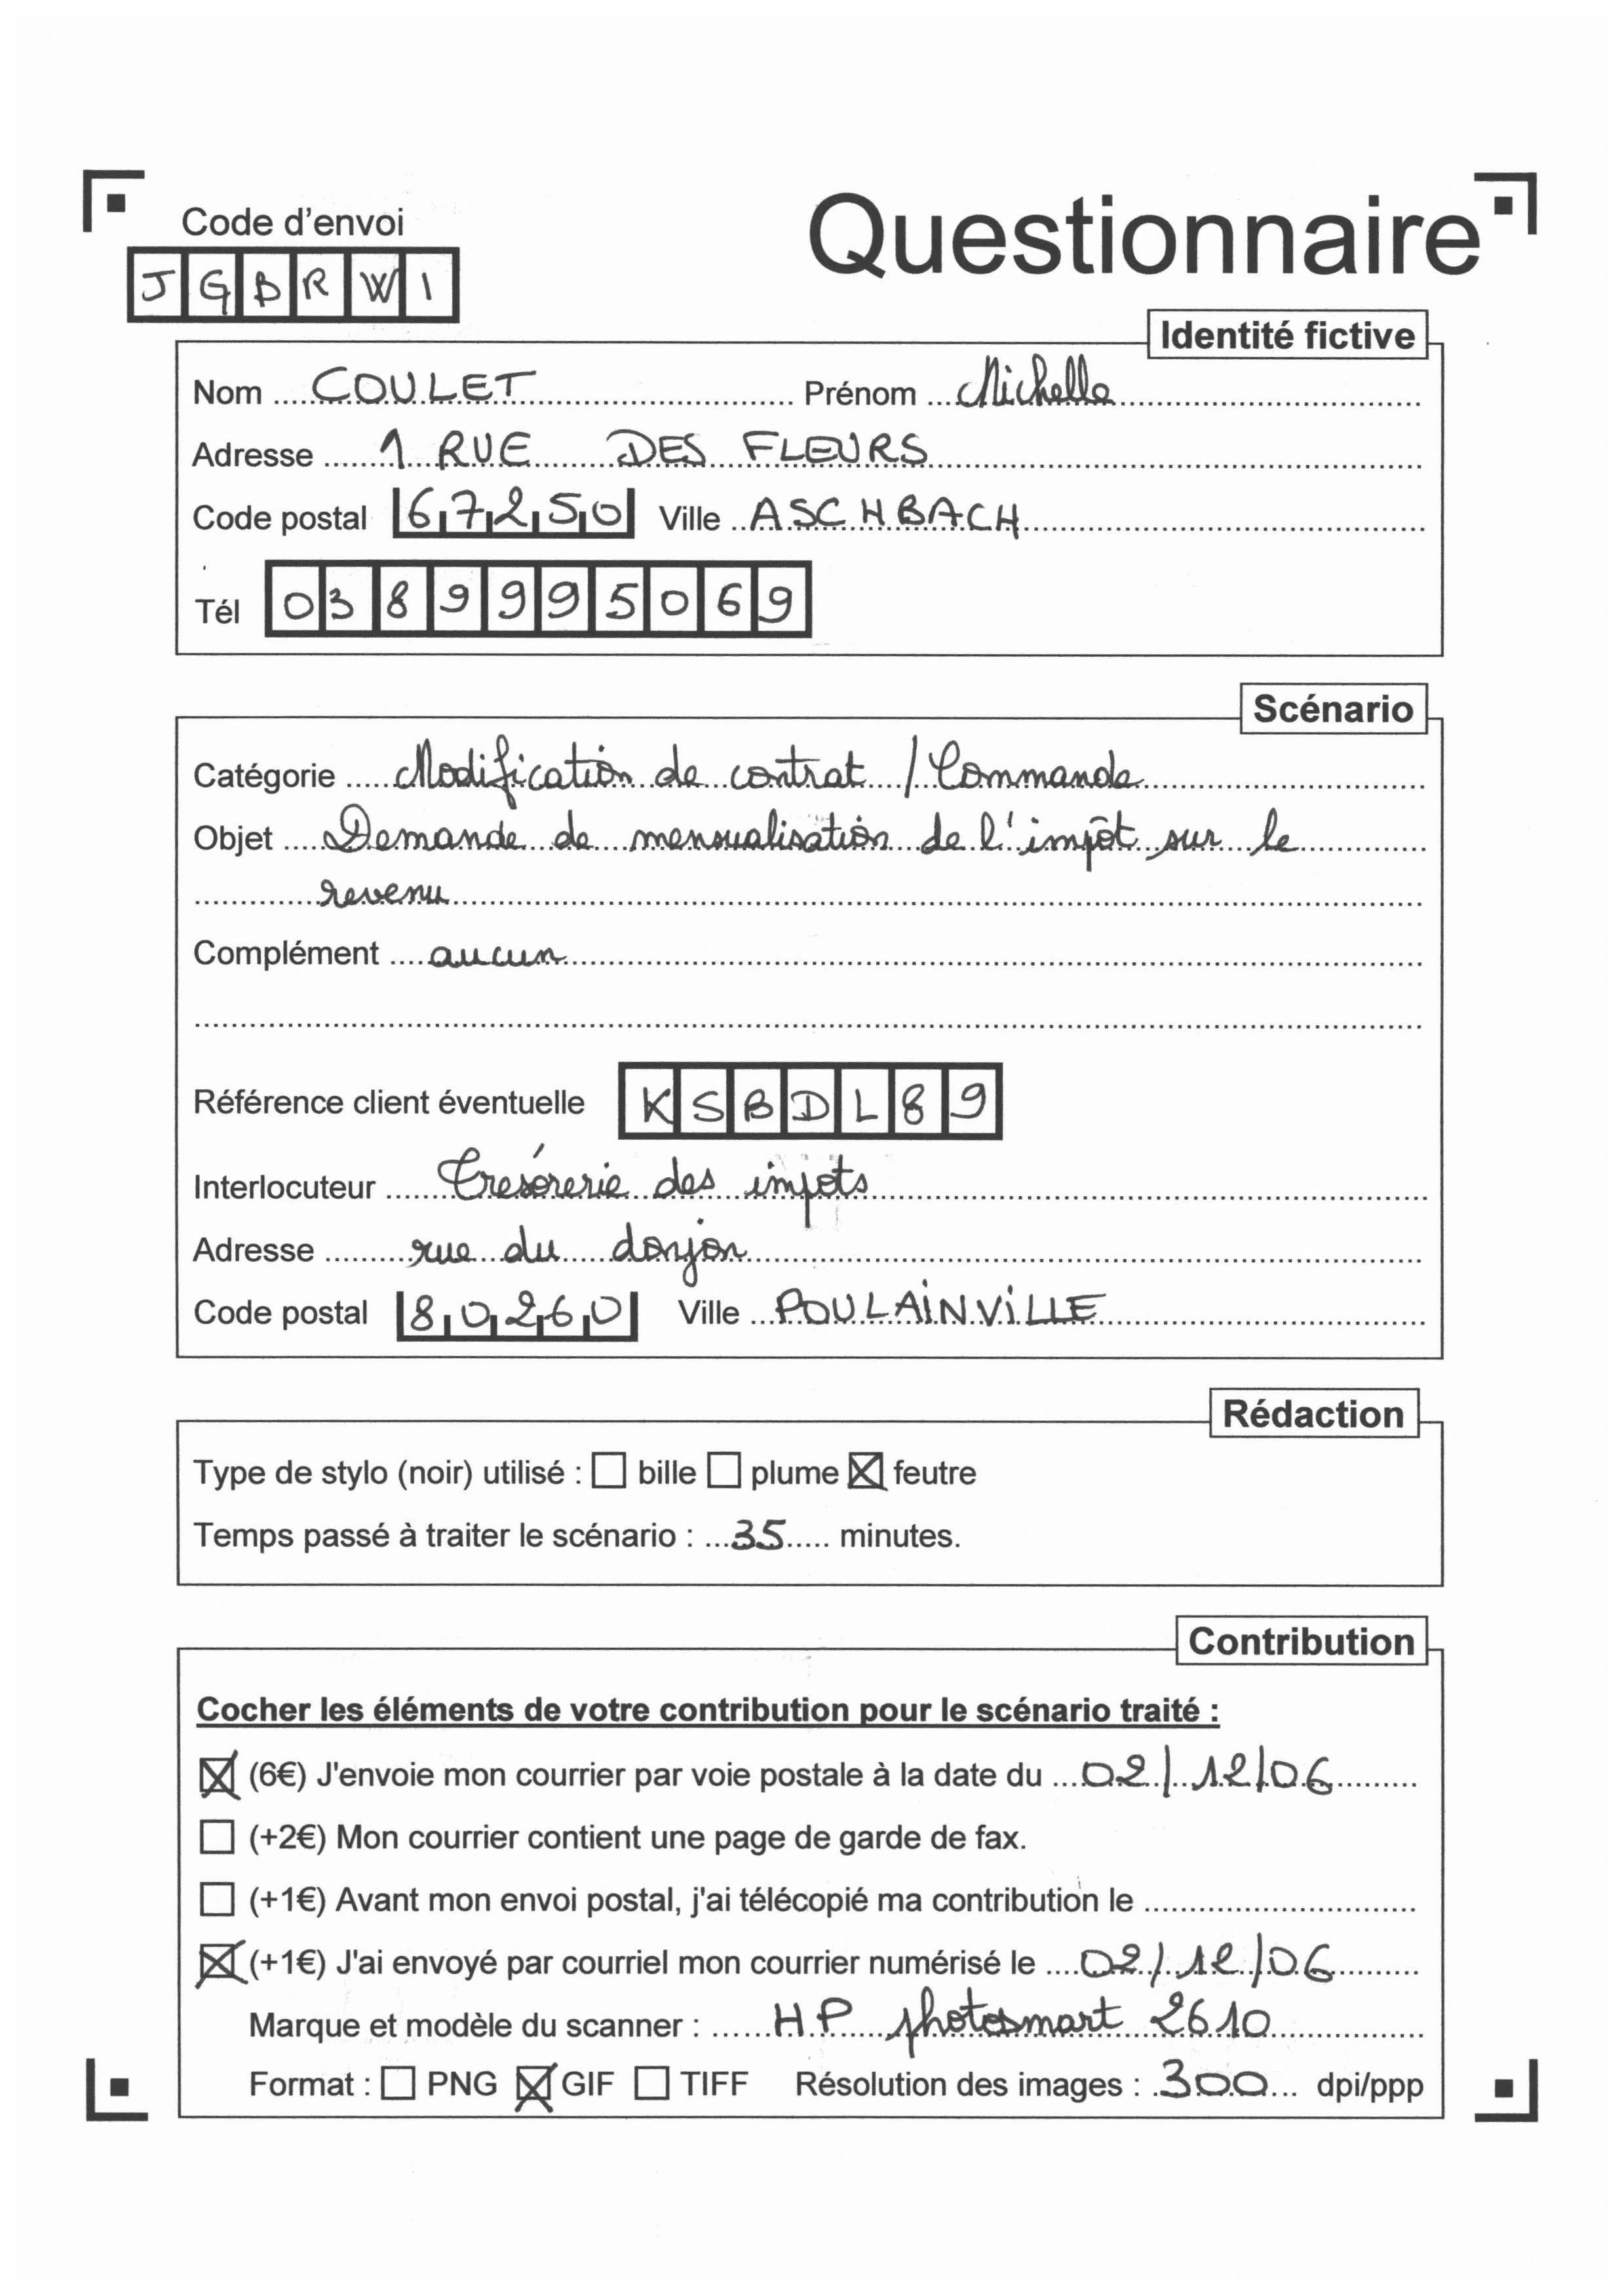 Code d'envoi
Questionnaire
J G B R W 1
Identité fictive
Nom COULET Prénom Michelle
Adresse 1 RUE DES FLEURS
Code postal 67250 Ville ASCHBACH
Tél 0389995069
Scénario
Catégorie Modification de contrat / Commande
Objet Demande de mensualisation de l'impôt sur le
revenu
Complément aucun
Référence client éventuelle KSBDL89
Interlocuteur Trésorerie des impots
Adresse rue du donjon
Code postal 80260 Ville POULAINVILLE
Rédaction
Type de stylo (noir) utilisé : ☐ bille ☐ plume ☒ feutre
Temps passé à traiter le scénario : 35 minutes.
Contribution
Cocher les éléments de votre contribution pour le scénario traité :
☒ (6€) J'envoie mon courrier par voie postale à la date du 02/12/06
☐ (+2€) Mon courrier contient une page de garde de fax.
☐ (+1€) Avant mon envoi postal, j'ai télécopié ma contribution le
☒ (+1€) J'ai envoyé par courriel mon courrier numérisé le 02/12/06
Marque et modèle du scanner : HP photosmart 2610
Format : ☐ PNG ☒ GIF ☐ TIFF Résolution des images : 300 dpi/ppp